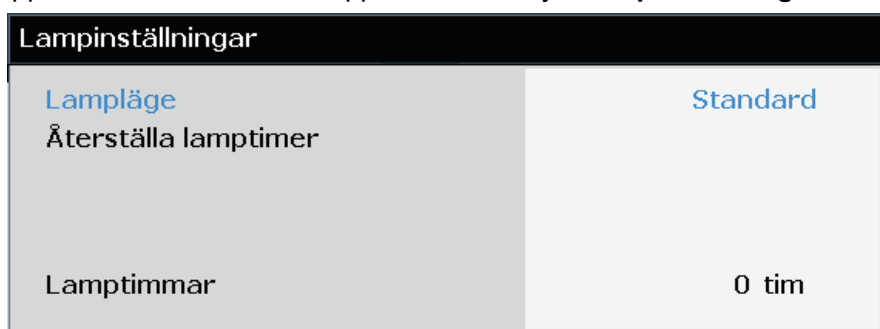 Lampinställningar
Lampläge Standard
Återställa lamptimer
Lamptimmar 0 tim